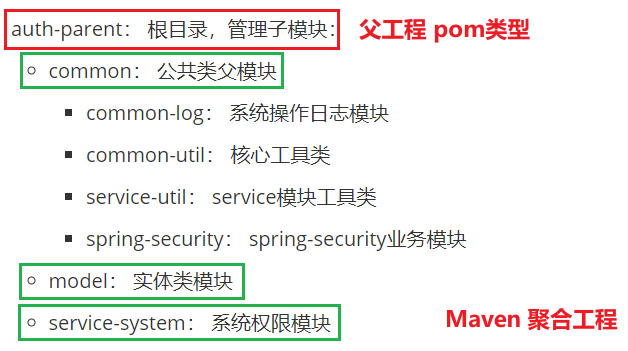 auth-parent： 根目录，管理子模块： 父工程 pom类型
common： 公共类父模块
common-log： 系统操作日志模块
common-util： 核心工具类
service-util： service模块工具类
spring-security： spring-security业务模块
model： 实体类模块
service-system： 系统权限模块 Maven 聚合工程